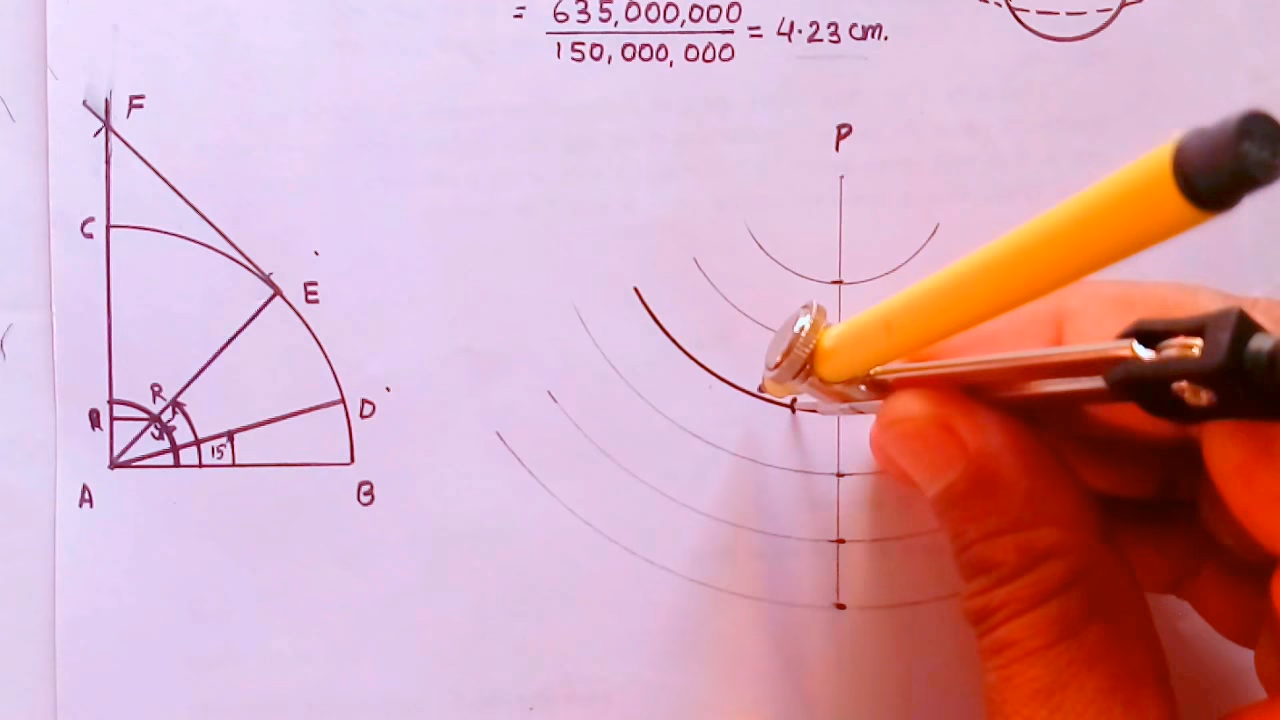 = 635,000,000
150,000,000 = 4.23 cm.
F
P
C
E
R
R
D
15
A
B